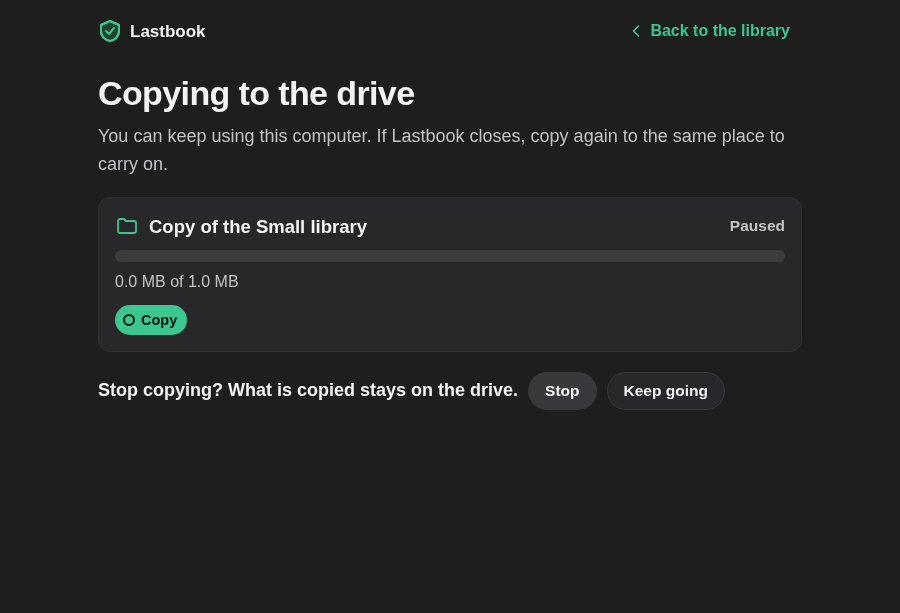 Lastbook
Back to the library
Copying to the drive
You can keep using this computer. If Lastbook closes, copy again to the same place to
carry on.
Copy of the Small library
Paused
0.0 MB of 1.0 MB
Copy
Stop copying? What is copied stays on the drive.
Stop
Keep going